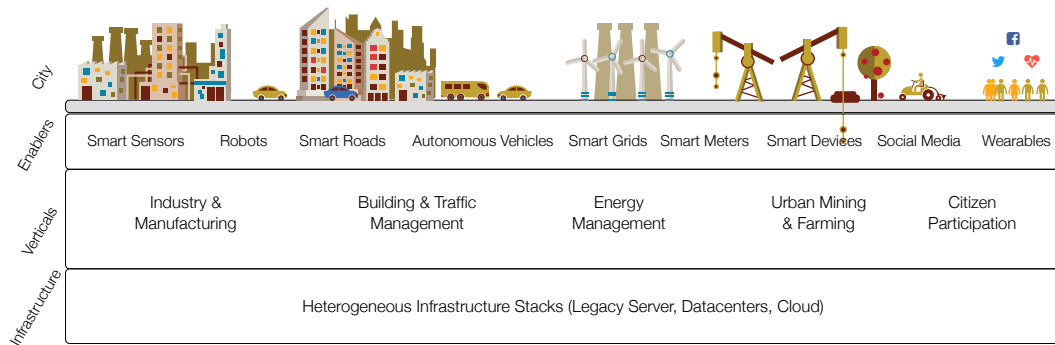 City
Enablers
Smart Sensors Robots Smart Roads Autonomous Vehicles Smart Grids Smart Meters Smart Devices Social Media Wearables
Verticals
Industry & Building & Traffic Energy Urban Mining Citizen
Manufacturing Management Management & Farming Participation
Infrastructure
Heterogeneous Infrastructure Stacks (Legacy Server, Datacenters, Cloud)